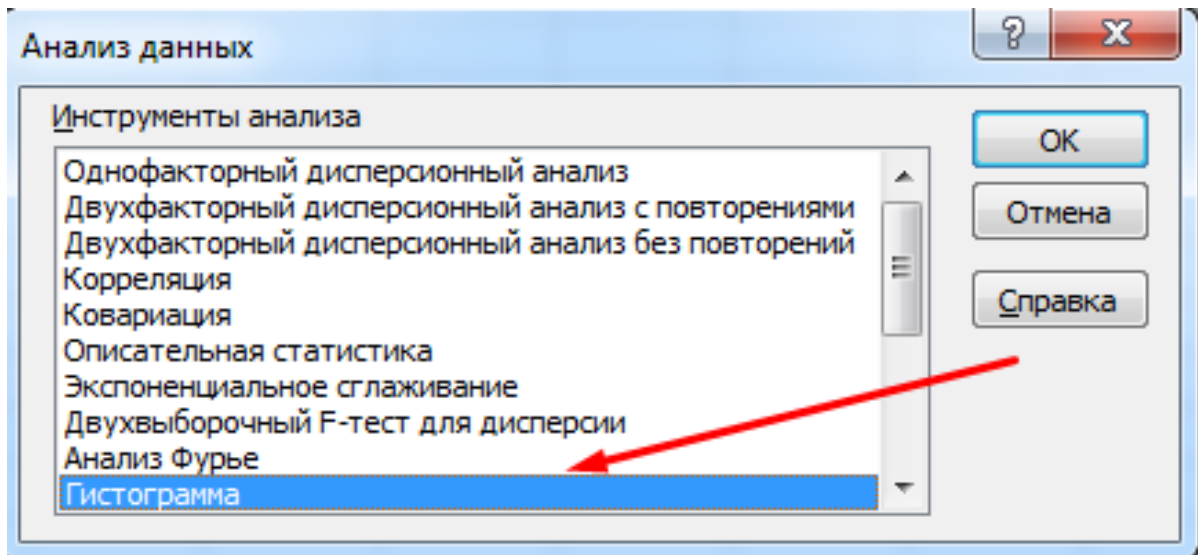 Анализ данных
?
Инструменты анализа
Однофакторный дисперсионный анализ
Двухфакторный дисперсионный анализ с повторениями
Двухфакторный дисперсионный анализ без повторений
Корреляция
Ковариация
Описательная статистика
Экспоненциальное сглаживание
Двухвыборочный F-тест для дисперсии
Анализ Фурье
Гистограмма
ОК
Отмена
Справка